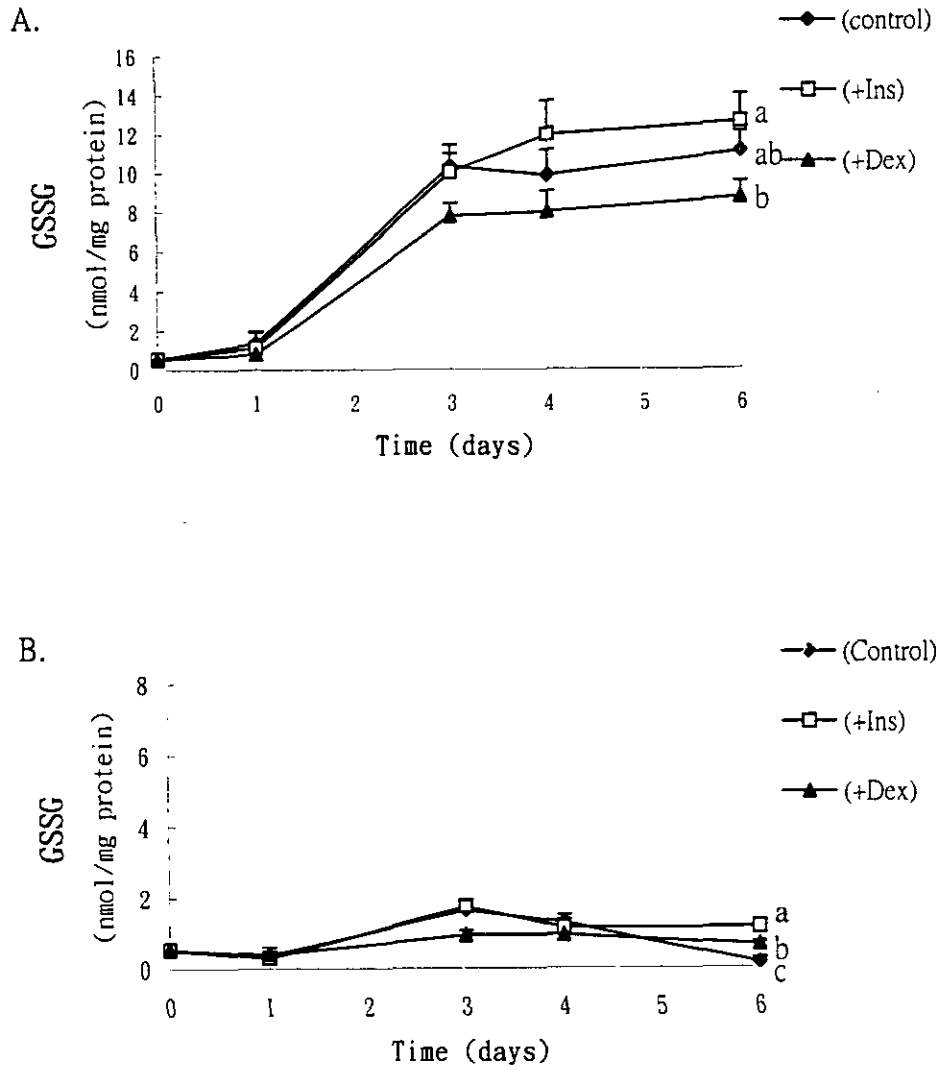 A.
(control)
(+Ins)
(+Dex)
GSSG
(nmol/mg protein)
16
14
12
10
8
6
4
2
0
a
ab
b
0 1 2 3 4 5 6
Time (days)
B.
(Control)
(+Ins)
(+Dex)
GSSG
(nmol/mg protein)
8
6
4
2
0
a
b
c
0 1 2 3 4 5 6
Time (days)